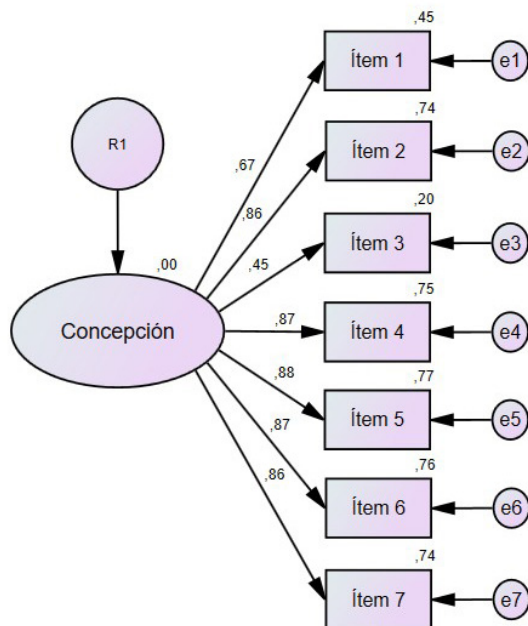 ,45
Ítem 1
e1
,74
Ítem 2
e2
R1
,67
,86
,20
Ítem 3
e3
,45
,00
Concepción
,75
Ítem 4
e4
,87
,77
Ítem 5
e5
,88
,87
,76
Ítem 6
e6
,86
,74
Ítem 7
e7